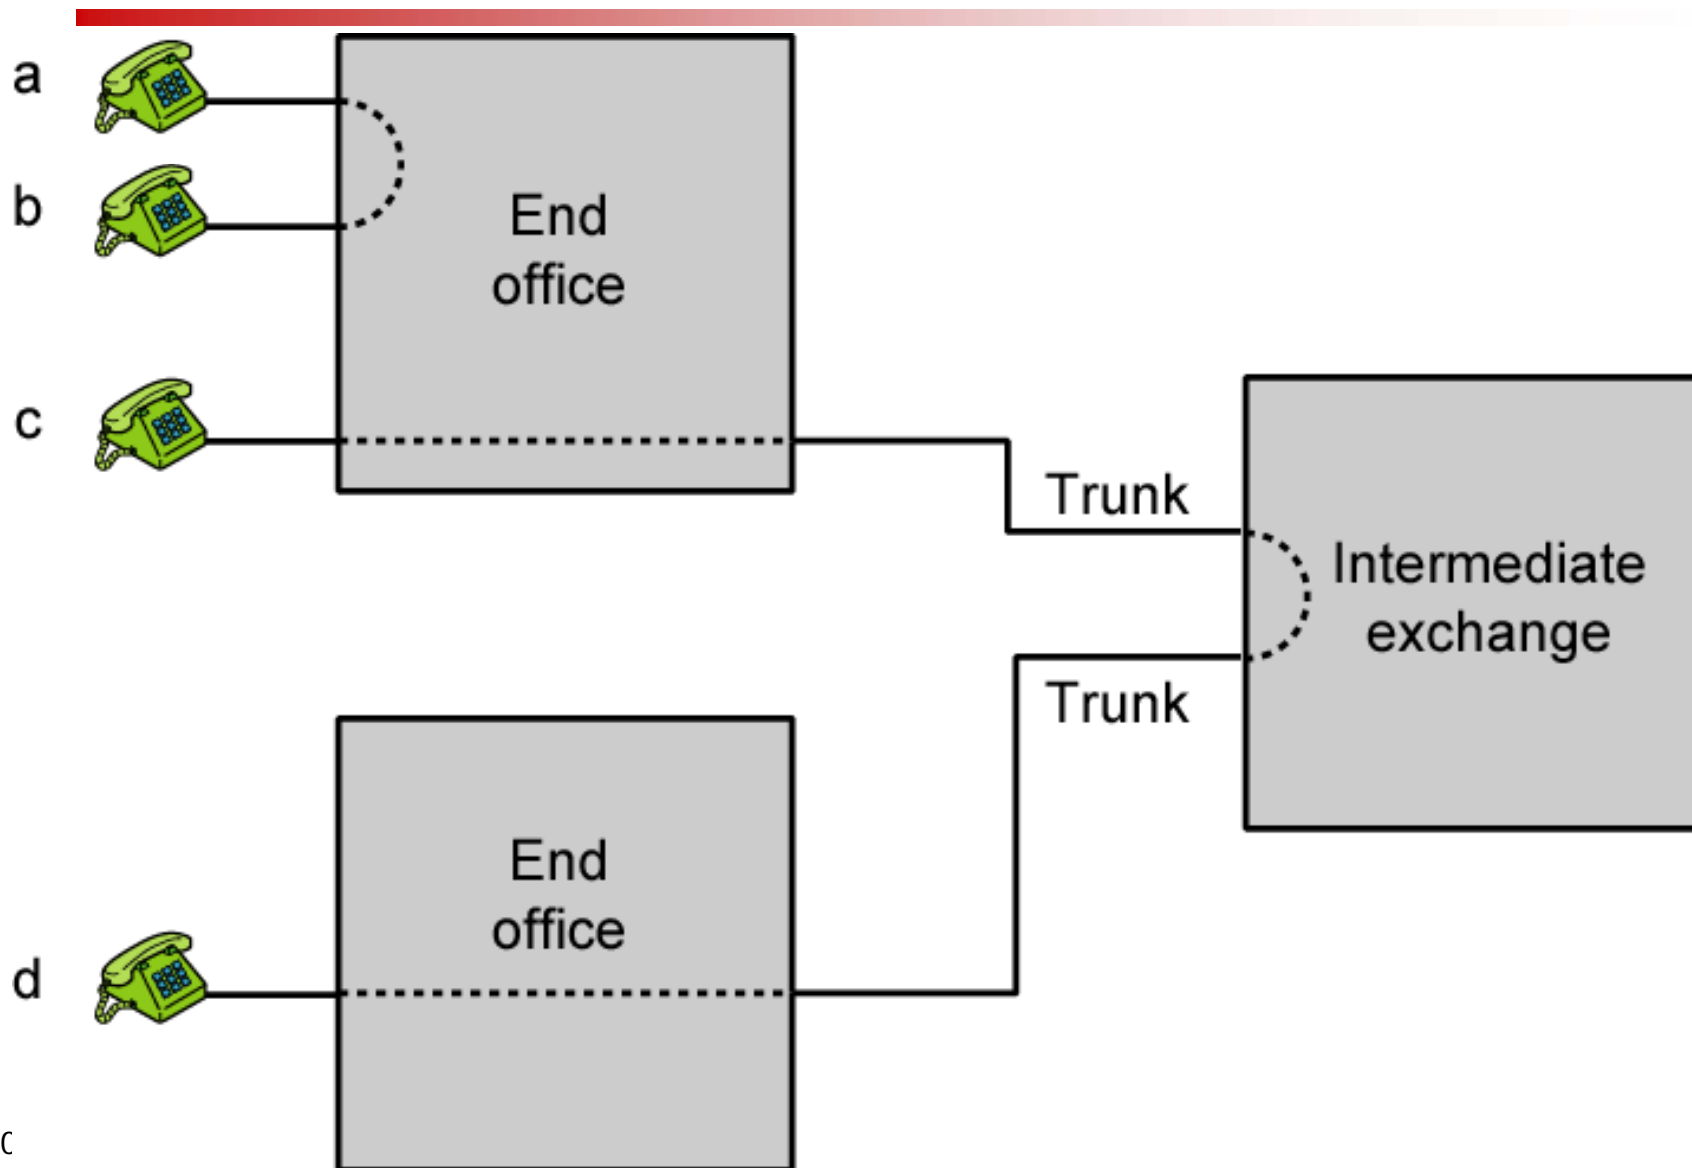 a
b
End
office
c
Trunk
Intermediate
exchange
Trunk
End
office
d